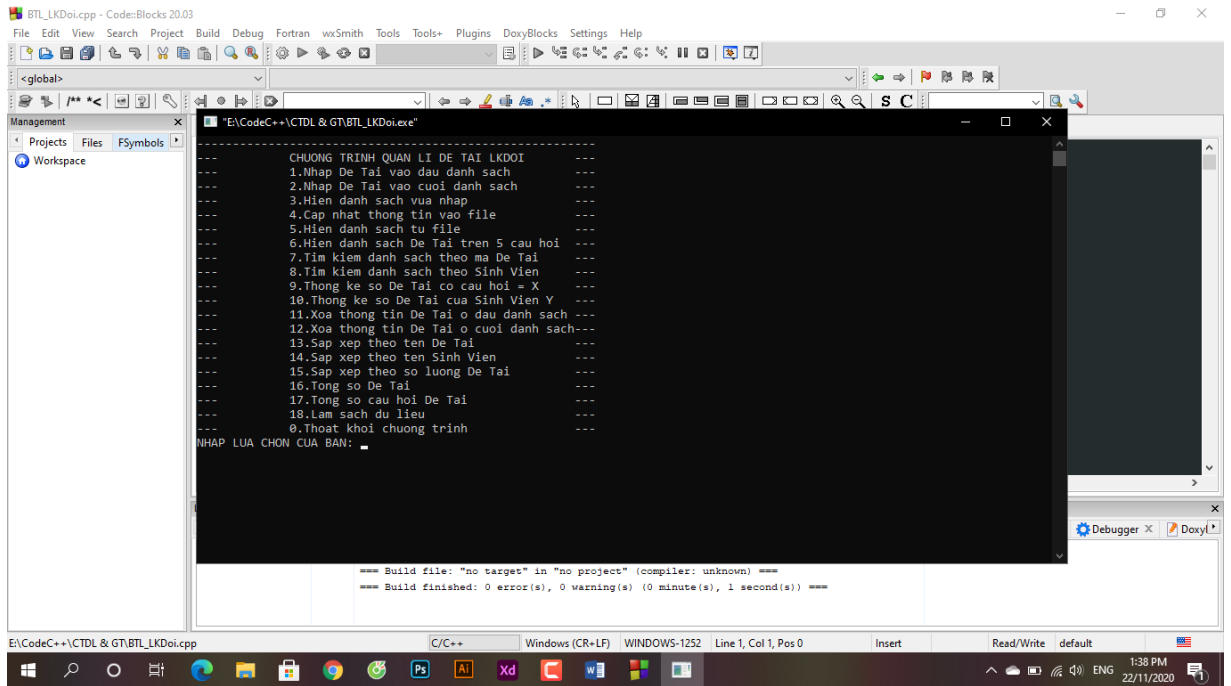 BTL_LKDoi.cpp - Code::Blocks 20.03
File Edit View Search Project Build Debug Fortran wxSmith Tools Tools+ Plugins DoxyBlocks Settings Help
<global>
/** *<
S C
Management
Projects Files FSymbols
Workspace
"E:\CodeC++\CTDL & GT\BTL_LKDoi.exe"
-------------------------------------------------------
--- CHUONG TRINH QUAN LI DE TAI LKDOI ---
--- 1.Nhap De Tai vao dau danh sach ---
--- 2.Nhap De Tai vao cuoi danh sach ---
--- 3.Hien danh sach vua nhap ---
--- 4.Cap nhat thong tin vao file ---
--- 5.Hien danh sach tu file ---
--- 6.Hien danh sach De Tai tren 5 cau hoi ---
--- 7.Tim kiem danh sach theo ma De Tai ---
--- 8.Tim kiem danh sach theo Sinh Vien ---
--- 9.Thong ke so De Tai co cau hoi = X ---
--- 10.Thong ke so De Tai cua Sinh Vien Y ---
--- 11.Xoa thong tin De Tai o dau danh sach ---
--- 12.Xoa thong tin De Tai o cuoi danh sach---
--- 13.Sap xep theo ten De Tai ---
--- 14.Sap xep theo ten Sinh Vien ---
--- 15.Sap xep theo so luong De Tai ---
--- 16.Tong so De Tai ---
--- 17.Tong so cau hoi De Tai ---
--- 18.Lam sach du lieu ---
--- 0.Thoat khoi chuong trinh ---
NHAP LUA CHON CUA BAN:
Debugger Doxyl
=== Build file: "no target" in "no project" (compiler: unknown) ===
=== Build finished: 0 error(s), 0 warning(s) (0 minute(s), 1 second(s)) ===
E:\CodeC++\CTDL & GT\BTL_LKDoi.cpp C/C++ Windows (CR+LF) WINDOWS-1252 Line 1, Col 1, Pos 0 Insert Read/Write default
Ps Ai Xd ENG 1:38 PM
22/11/2020